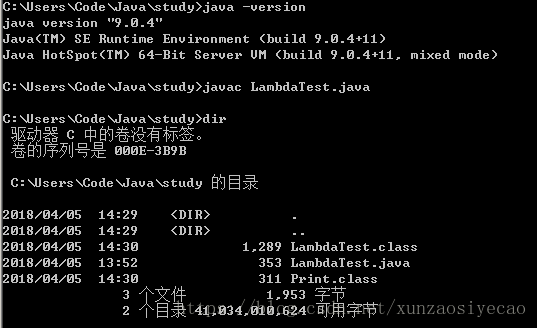 C:\Users\Code\Java\study>java -version
java version "9.0.4"
Java(TM) SE Runtime Environment (build 9.0.4+11)
Java HotSpot(TM) 64-Bit Server VM (build 9.0.4+11, mixed mode)
C:\Users\Code\Java\study>javac LambdaTest.java
C:\Users\Code\Java\study>dir
驱动器 C 中的卷没有标签。
卷的序列号是 000E-3B9B
C:\Users\Code\Java\study 的目录
2018/04/05 14:29 <DIR> .
2018/04/05 14:29 <DIR> ..
2018/04/05 14:30 1,289 LambdaTest.class
2018/04/05 13:52 353 LambdaTest.java
2018/04/05 14:30 311 Print.class
3 个文件 1,953 字节
2 个目录 41,034,010,624 可用字节
https://blog.csdn.net/xunzaosiyecao